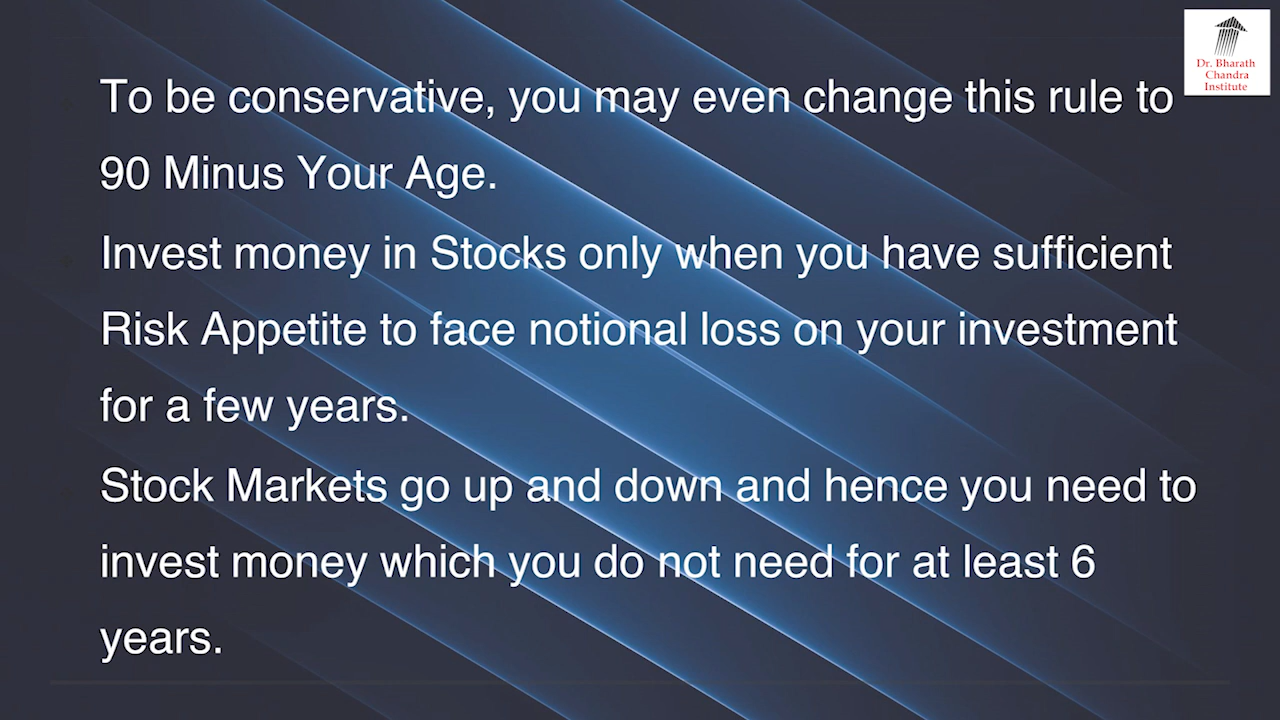 Dr. Bharath
Chandra
Institute
To be conservative, you may even change this rule to
90 Minus Your Age.
Invest money in Stocks only when you have sufficient
Risk Appetite to face notional loss on your investment
for a few years.
Stock Markets go up and down and hence you need to
invest money which you do not need for at least 6
years.